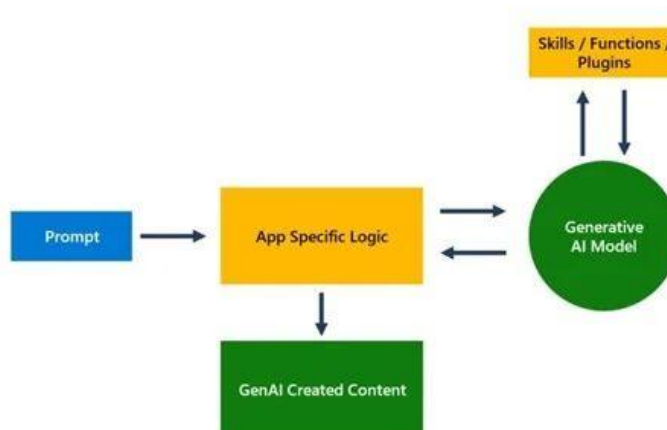 Skills / Functions /
Plugins
Prompt
App Specific Logic
Generative
AI Model
GenAI Created Content